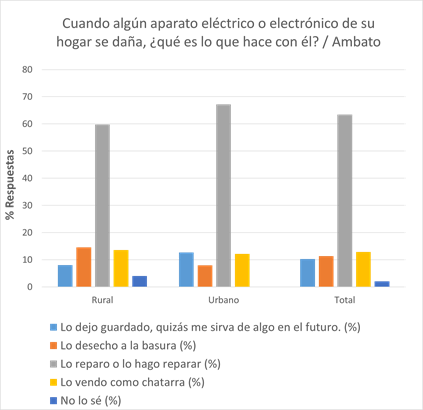 Cuando algún aparato eléctrico o electrónico de su
hogar se daña, ¿qué es lo que hace con él? / Ambato
80
70
60
50
40
30
20
10
0
% Respuestas
Rural
Urbano
Total
Lo dejo guardado, quizás me sirva de algo en el futuro. (%)
Lo desecho a la basura (%)
Lo reparo o lo hago reparar (%)
Lo vendo como chatarra (%)
No lo sé (%)